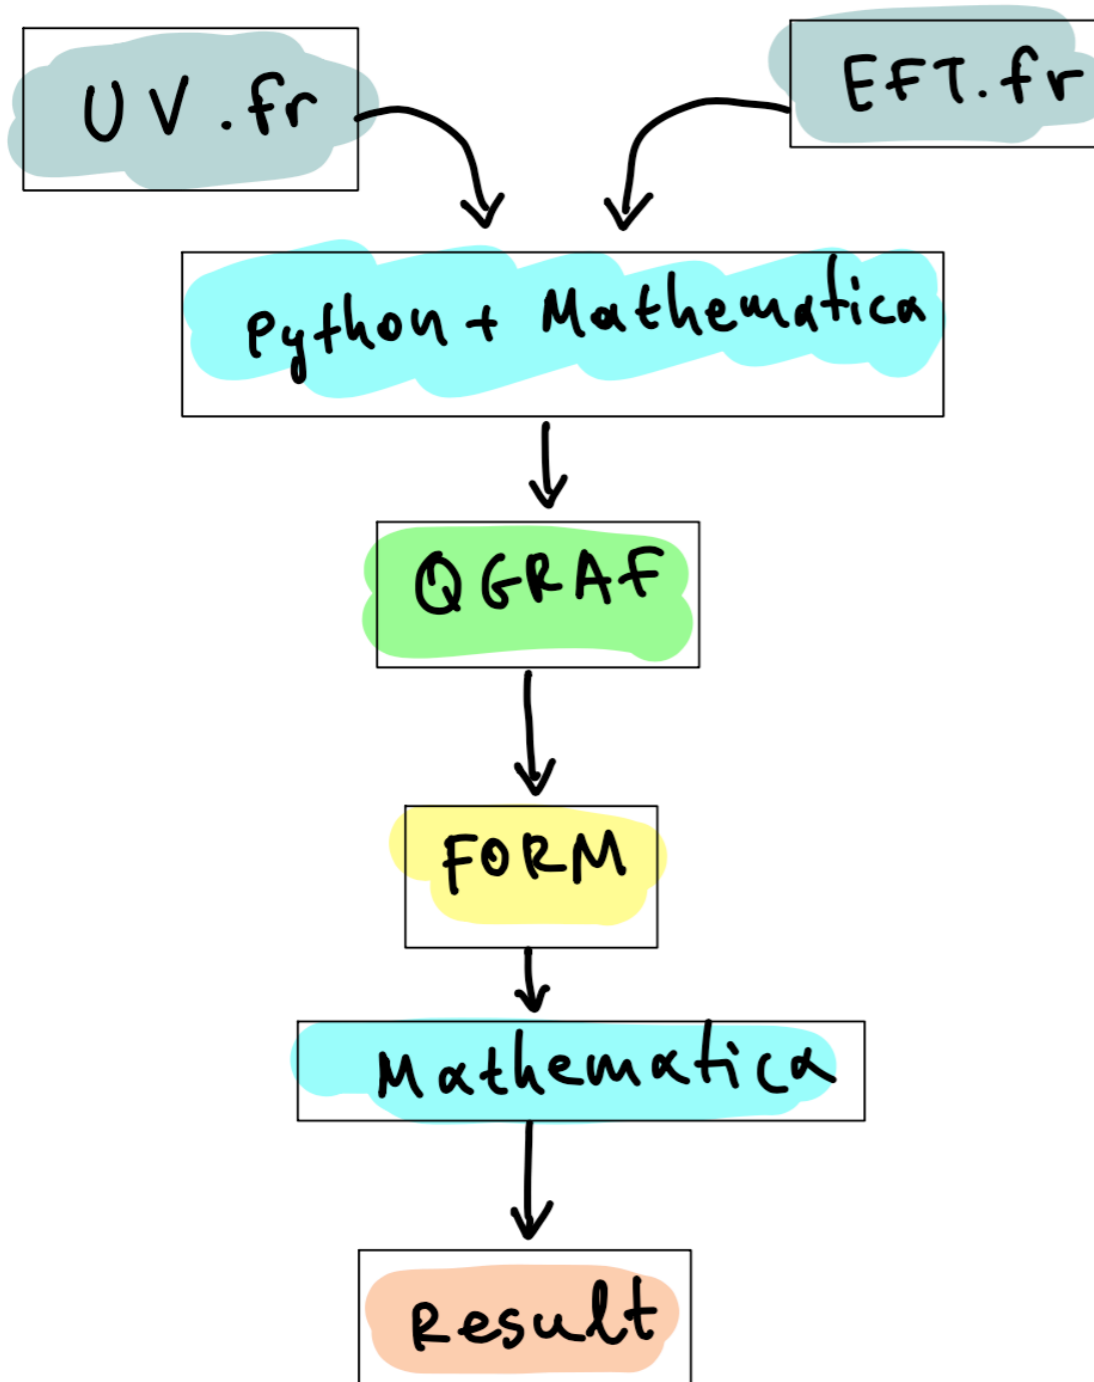 UV.fr
EFT.fr
Python + Mathematica
QGRAF
FORM
Mathematica
Result